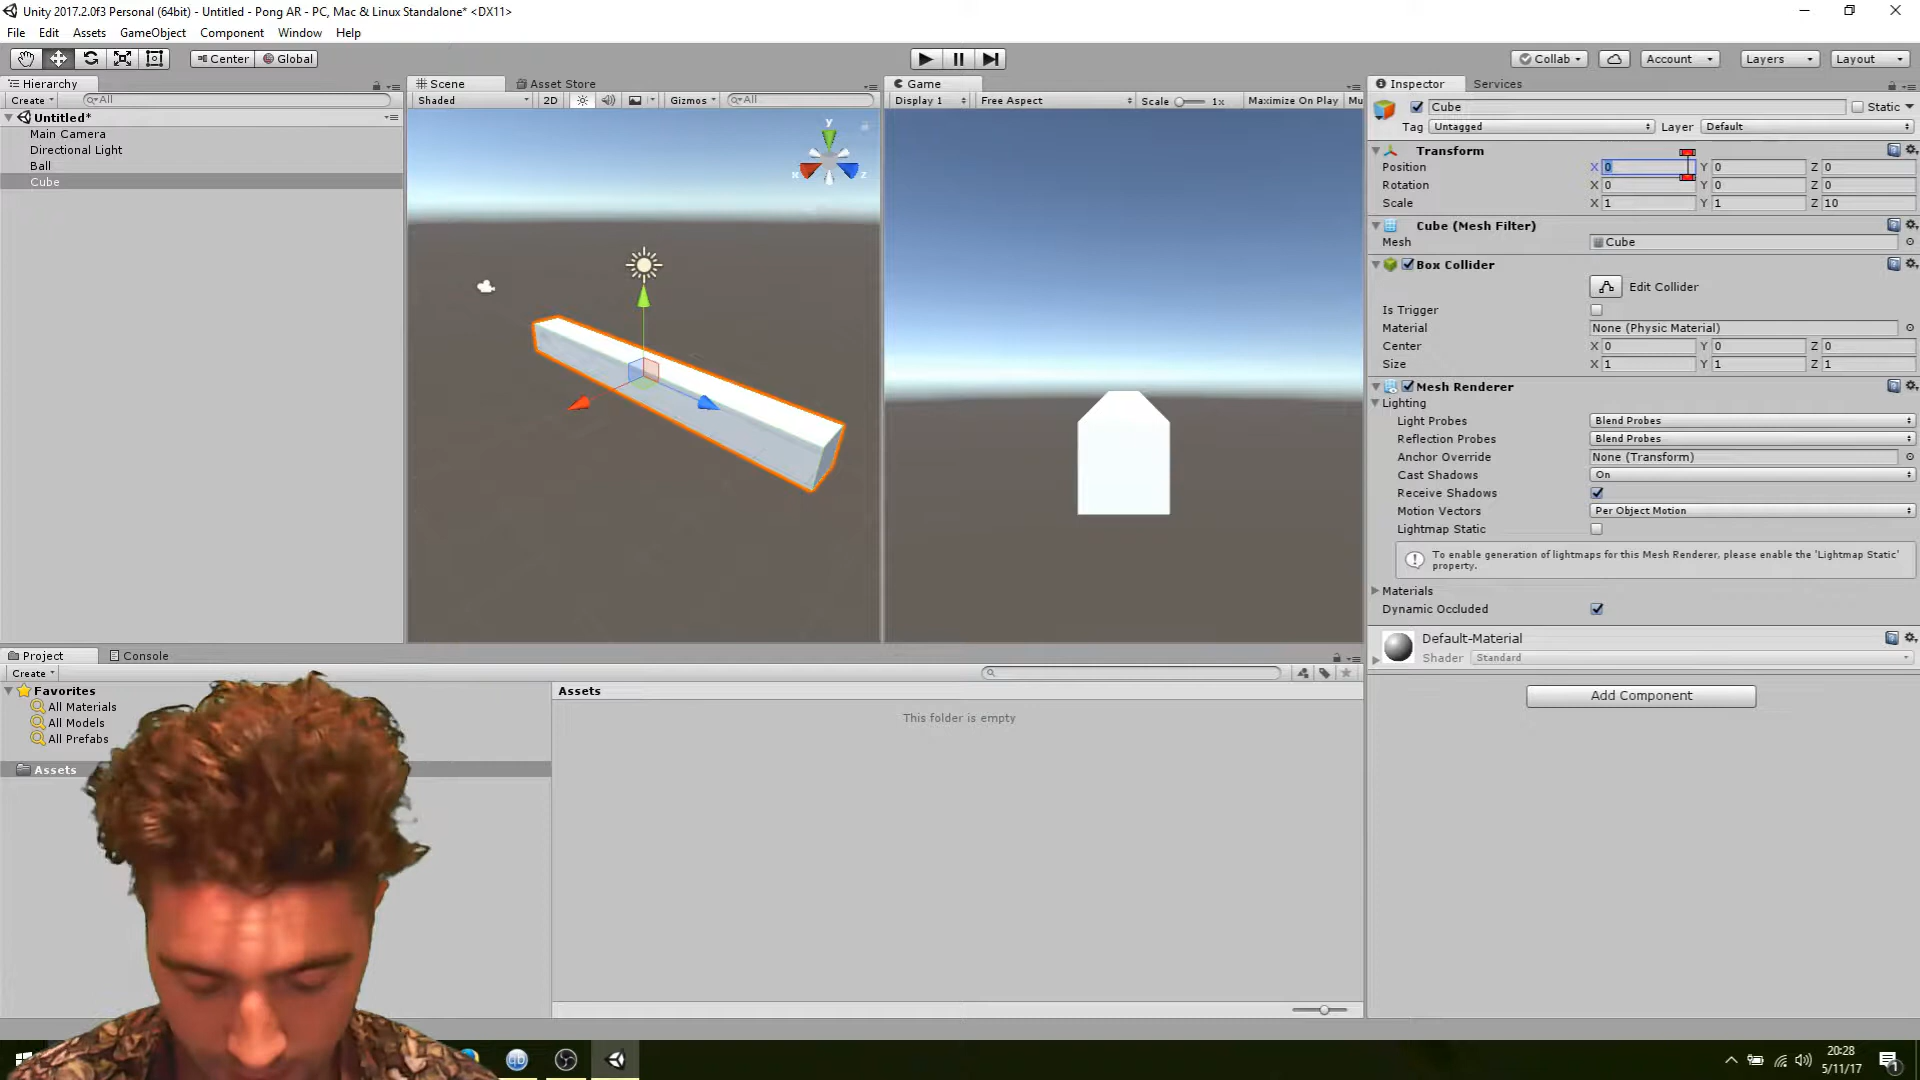 Unity 2017.2.0f3 Personal (64bit) - Untitled - Pong AR - PC, Mac & Linux Standalone* <DX11>
File Edit Assets GameObject Component Window Help
Center Global Collab Account Layers Layout
Hierarchy
Create All
Untitled*
Main Camera
Directional Light
Ball
Cube
Scene Asset Store
Shaded 2D Gizmos All
y
x z
Game
Display 1 Free Aspect Scale 1x Maximize On Play Mu
Inspector Services
Cube Static
Tag Untagged Layer Default
Transform
Position X 0 Y 0 Z 0
Rotation X 0 Y 0 Z 0
Scale X 1 Y 1 Z 10
Cube (Mesh Filter)
Mesh Cube
Box Collider
Edit Collider
Is Trigger
Material None (Physic Material)
Center X 0 Y 0 Z 0
Size X 1 Y 1 Z 1
Mesh Renderer
Lighting
Light Probes Blend Probes
Reflection Probes Blend Probes
Anchor Override None (Transform)
Cast Shadows On
Receive Shadows
Motion Vectors Per Object Motion
Lightmap Static
To enable generation of lightmaps for this Mesh Renderer, please enable the 'Lightmap Static'
property.
Materials
Dynamic Occluded
Default-Material
Shader Standard
Add Component
Project Console
Create
Favorites
All Materials
All Models
All Prefabs
Assets
Assets
This folder is empty
20:28
5/11/17
1